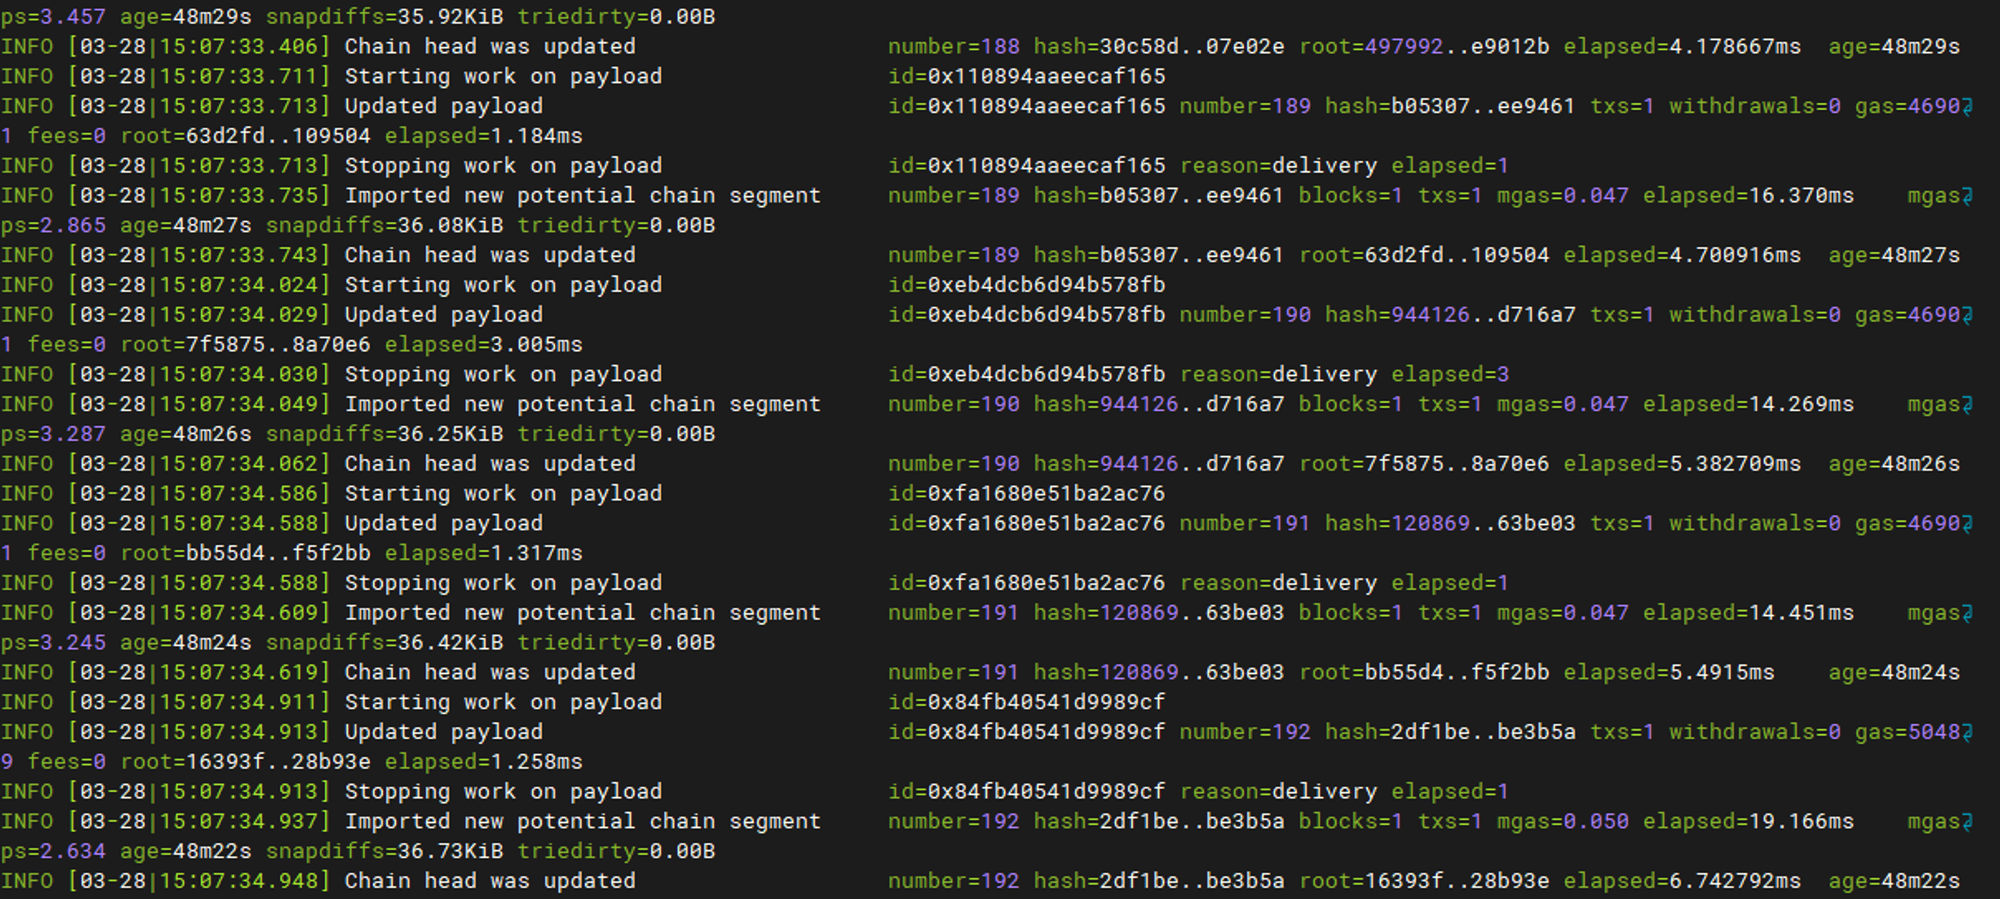 ps=3.457 age=48m29s snapdiffs=35.92KiB triedirty=0.00B
INFO [03-28|15:07:33.406] Chain head was updated number=188 hash=30c58d..07e02e root=497992..e9012b elapsed=4.178667ms age=48m29s
INFO [03-28|15:07:33.711] Starting work on payload id=0x110894aaeecaf165
INFO [03-28|15:07:33.713] Updated payload id=0x110894aaeecaf165 number=189 hash=b05307..ee9461 txs=1 withdrawals=0 gas=4690
1 fees=0 root=63d2fd..109504 elapsed=1.184ms
INFO [03-28|15:07:33.713] Stopping work on payload id=0x110894aaeecaf165 reason=delivery elapsed=1
INFO [03-28|15:07:33.735] Imported new potential chain segment number=189 hash=b05307..ee9461 blocks=1 txs=1 mgas=0.047 elapsed=16.370ms mgas
ps=2.865 age=48m27s snapdiffs=36.08KiB triedirty=0.00B
INFO [03-28|15:07:33.743] Chain head was updated number=189 hash=b05307..ee9461 root=63d2fd..109504 elapsed=4.700916ms age=48m27s
INFO [03-28|15:07:34.024] Starting work on payload id=0xeb4dcb6d94b578fb
INFO [03-28|15:07:34.029] Updated payload id=0xeb4dcb6d94b578fb number=190 hash=944126..d716a7 txs=1 withdrawals=0 gas=4690
1 fees=0 root=7f5875..8a70e6 elapsed=3.005ms
INFO [03-28|15:07:34.030] Stopping work on payload id=0xeb4dcb6d94b578fb reason=delivery elapsed=3
INFO [03-28|15:07:34.049] Imported new potential chain segment number=190 hash=944126..d716a7 blocks=1 txs=1 mgas=0.047 elapsed=14.269ms mgas
ps=3.287 age=48m26s snapdiffs=36.25KiB triedirty=0.00B
INFO [03-28|15:07:34.062] Chain head was updated number=190 hash=944126..d716a7 root=7f5875..8a70e6 elapsed=5.382709ms age=48m26s
INFO [03-28|15:07:34.586] Starting work on payload id=0xfa1680e51ba2ac76
INFO [03-28|15:07:34.588] Updated payload id=0xfa1680e51ba2ac76 number=191 hash=120869..63be03 txs=1 withdrawals=0 gas=4690
1 fees=0 root=bb55d4..f5f2bb elapsed=1.317ms
INFO [03-28|15:07:34.588] Stopping work on payload id=0xfa1680e51ba2ac76 reason=delivery elapsed=1
INFO [03-28|15:07:34.609] Imported new potential chain segment number=191 hash=120869..63be03 blocks=1 txs=1 mgas=0.047 elapsed=14.451ms mgas
ps=3.245 age=48m24s snapdiffs=36.42KiB triedirty=0.00B
INFO [03-28|15:07:34.619] Chain head was updated number=191 hash=120869..63be03 root=bb55d4..f5f2bb elapsed=5.4915ms age=48m24s
INFO [03-28|15:07:34.911] Starting work on payload id=0x84fb40541d9989cf
INFO [03-28|15:07:34.913] Updated payload id=0x84fb40541d9989cf number=192 hash=2df1be..be3b5a txs=1 withdrawals=0 gas=5048
9 fees=0 root=16393f..28b93e elapsed=1.258ms
INFO [03-28|15:07:34.913] Stopping work on payload id=0x84fb40541d9989cf reason=delivery elapsed=1
INFO [03-28|15:07:34.937] Imported new potential chain segment number=192 hash=2df1be..be3b5a blocks=1 txs=1 mgas=0.050 elapsed=19.166ms mgas
ps=2.634 age=48m22s snapdiffs=36.73KiB triedirty=0.00B
INFO [03-28|15:07:34.948] Chain head was updated number=192 hash=2df1be..be3b5a root=16393f..28b93e elapsed=6.742792ms age=48m22s